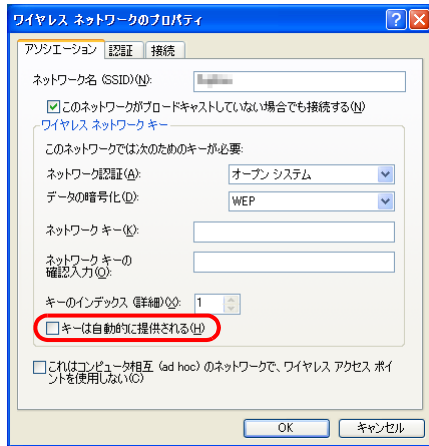 ワイヤレス ネットワークのプロパティ
アソシエーション 認証 接続
ネットワーク名 (SSID)(N):
このネットワークがブロードキャストしていない場合でも接続する(N)
ワイヤレス ネットワーク キー
このネットワークでは次のためのキーが必要:
ネットワーク認証(A): オープン システム
データの暗号化(D): WEP
ネットワーク キー(K):
ネットワーク キーの
確認入力(O):
キーのインデックス (詳細)(X): 1
キーは自動的に提供される(H)
これはコンピュータ相互 (ad hoc) のネットワークで、ワイヤレス アクセス ポイ
ントを使用しない(C)
OK キャンセル